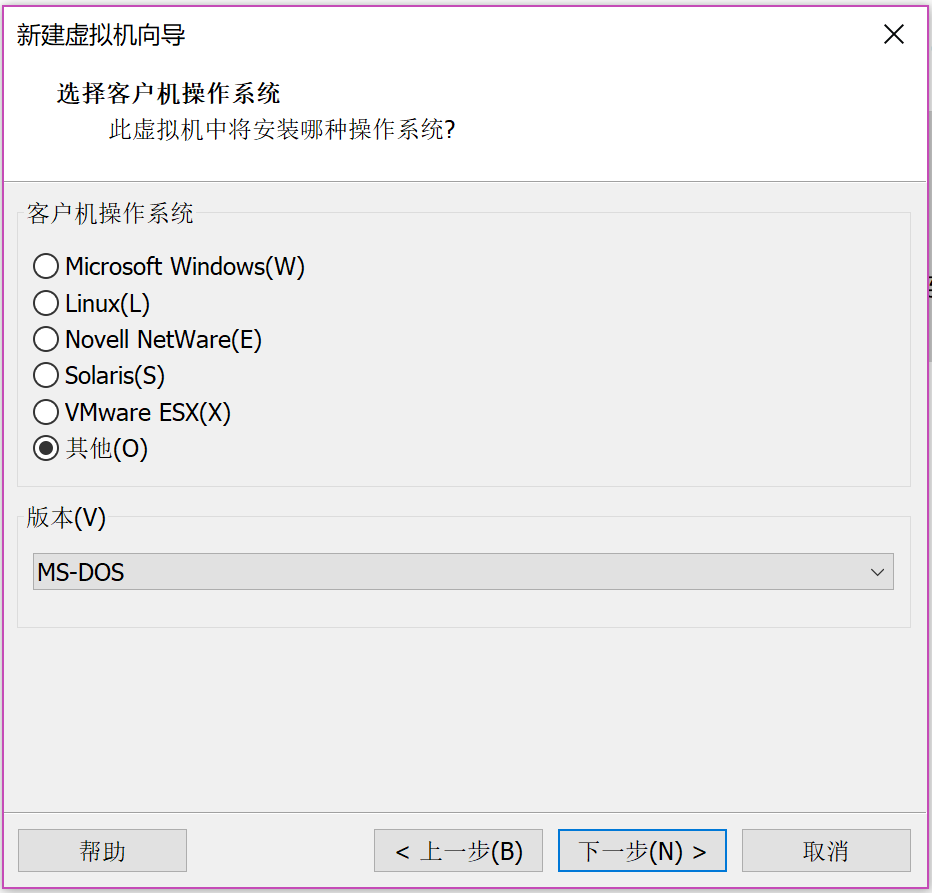 新建虚拟机向导
选择客户机操作系统
此虚拟机中将安装哪种操作系统?
客户机操作系统
Microsoft Windows(W)
Linux(L)
Novell NetWare(E)
Solaris(S)
VMware ESX(X)
其他(O)
版本(V)
MS-DOS
帮助
< 上一步(B)
下一步(N) >
取消